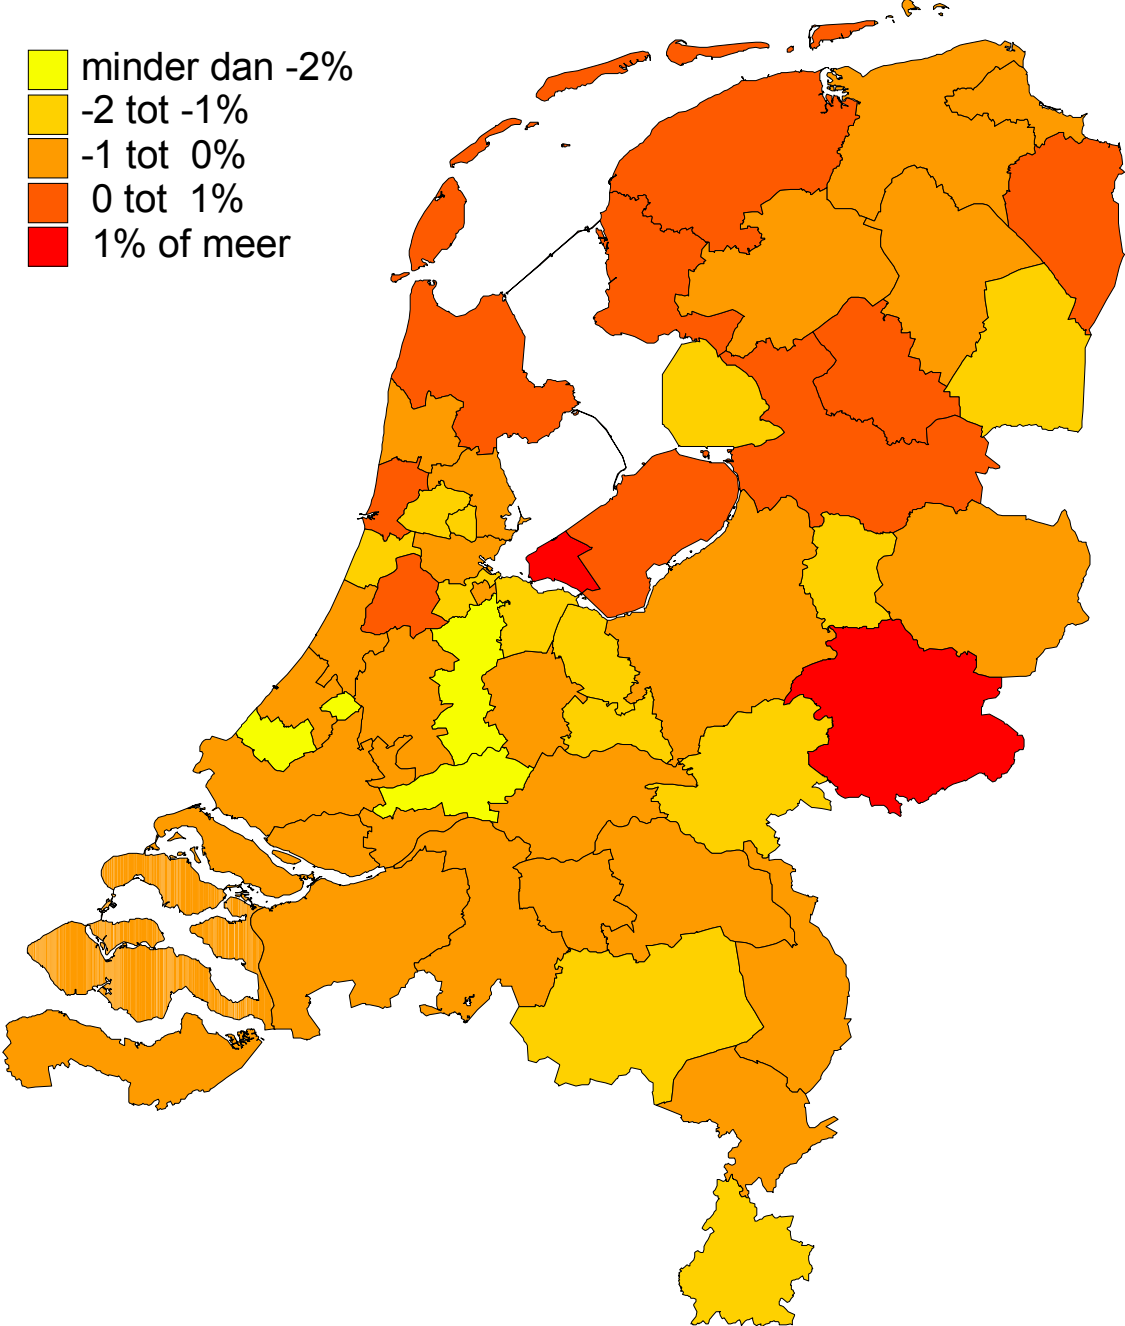 minder dan -2%
-2 tot -1%
-1 tot 0%
0 tot 1%
1% of meer